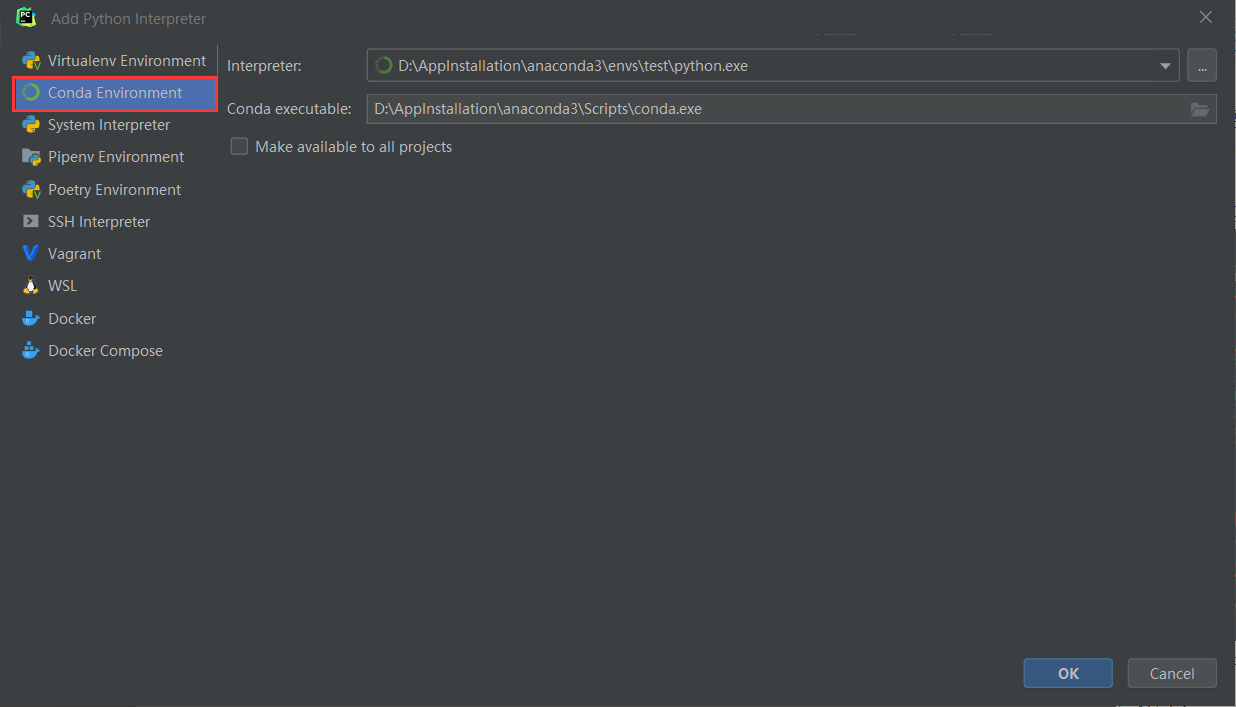 Add Python Interpreter
Virtualenv Environment
Conda Environment
System Interpreter
Pipenv Environment
Poetry Environment
SSH Interpreter
Vagrant
WSL
Docker
Docker Compose
Interpreter: D:\AppInstallation\anaconda3\envs\test\python.exe ...
Conda executable: D:\AppInstallation\anaconda3\Scripts\conda.exe
Make available to all projects
OK Cancel